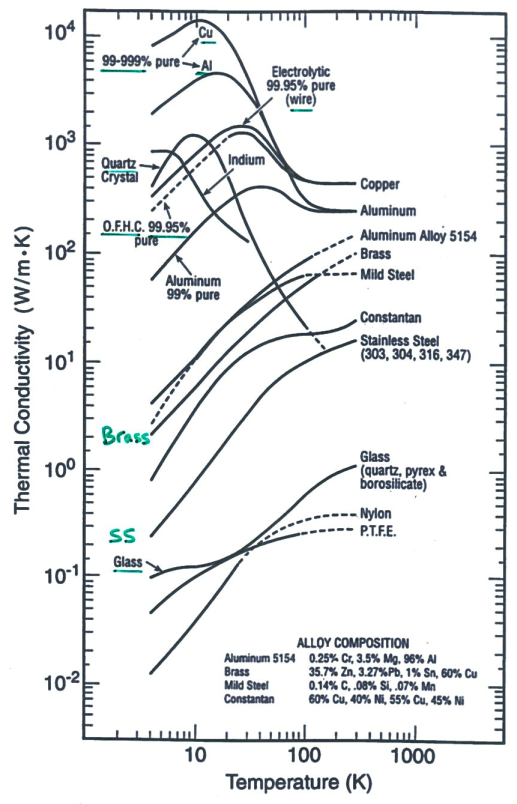 10⁴
Cu
99-999% pure
Al
Electrolytic
99.95% pure
(wire)
10³
Quartz
Crystal
Indium
Copper
O.F.H.C. 99.95%
pure
Aluminum
Aluminum Alloy 5154
10²
Brass
Mild Steel
Aluminum
99% pure
Constantan
Stainless Steel
(303, 304, 316, 347)
10¹
Brass
Glass
(quartz, pyrex &
borosilicate)
10⁰
Nylon
P.T.F.E.
SS
Glass
10⁻¹
ALLOY COMPOSITION
Aluminum 5154 0.25% Cr, 3.5% Mg, 96% Al
Brass 35.7% Zn, 3.27%Pb, 1% Sn, 60% Cu
Mild Steel 0.14% C, .08% Si, .07% Mn
Constantan 60% Cu, 40% Ni, 55% Cu, 45% Ni
10⁻²
10 100 1000
Temperature (K)
Thermal Conductivity (W/m•K)